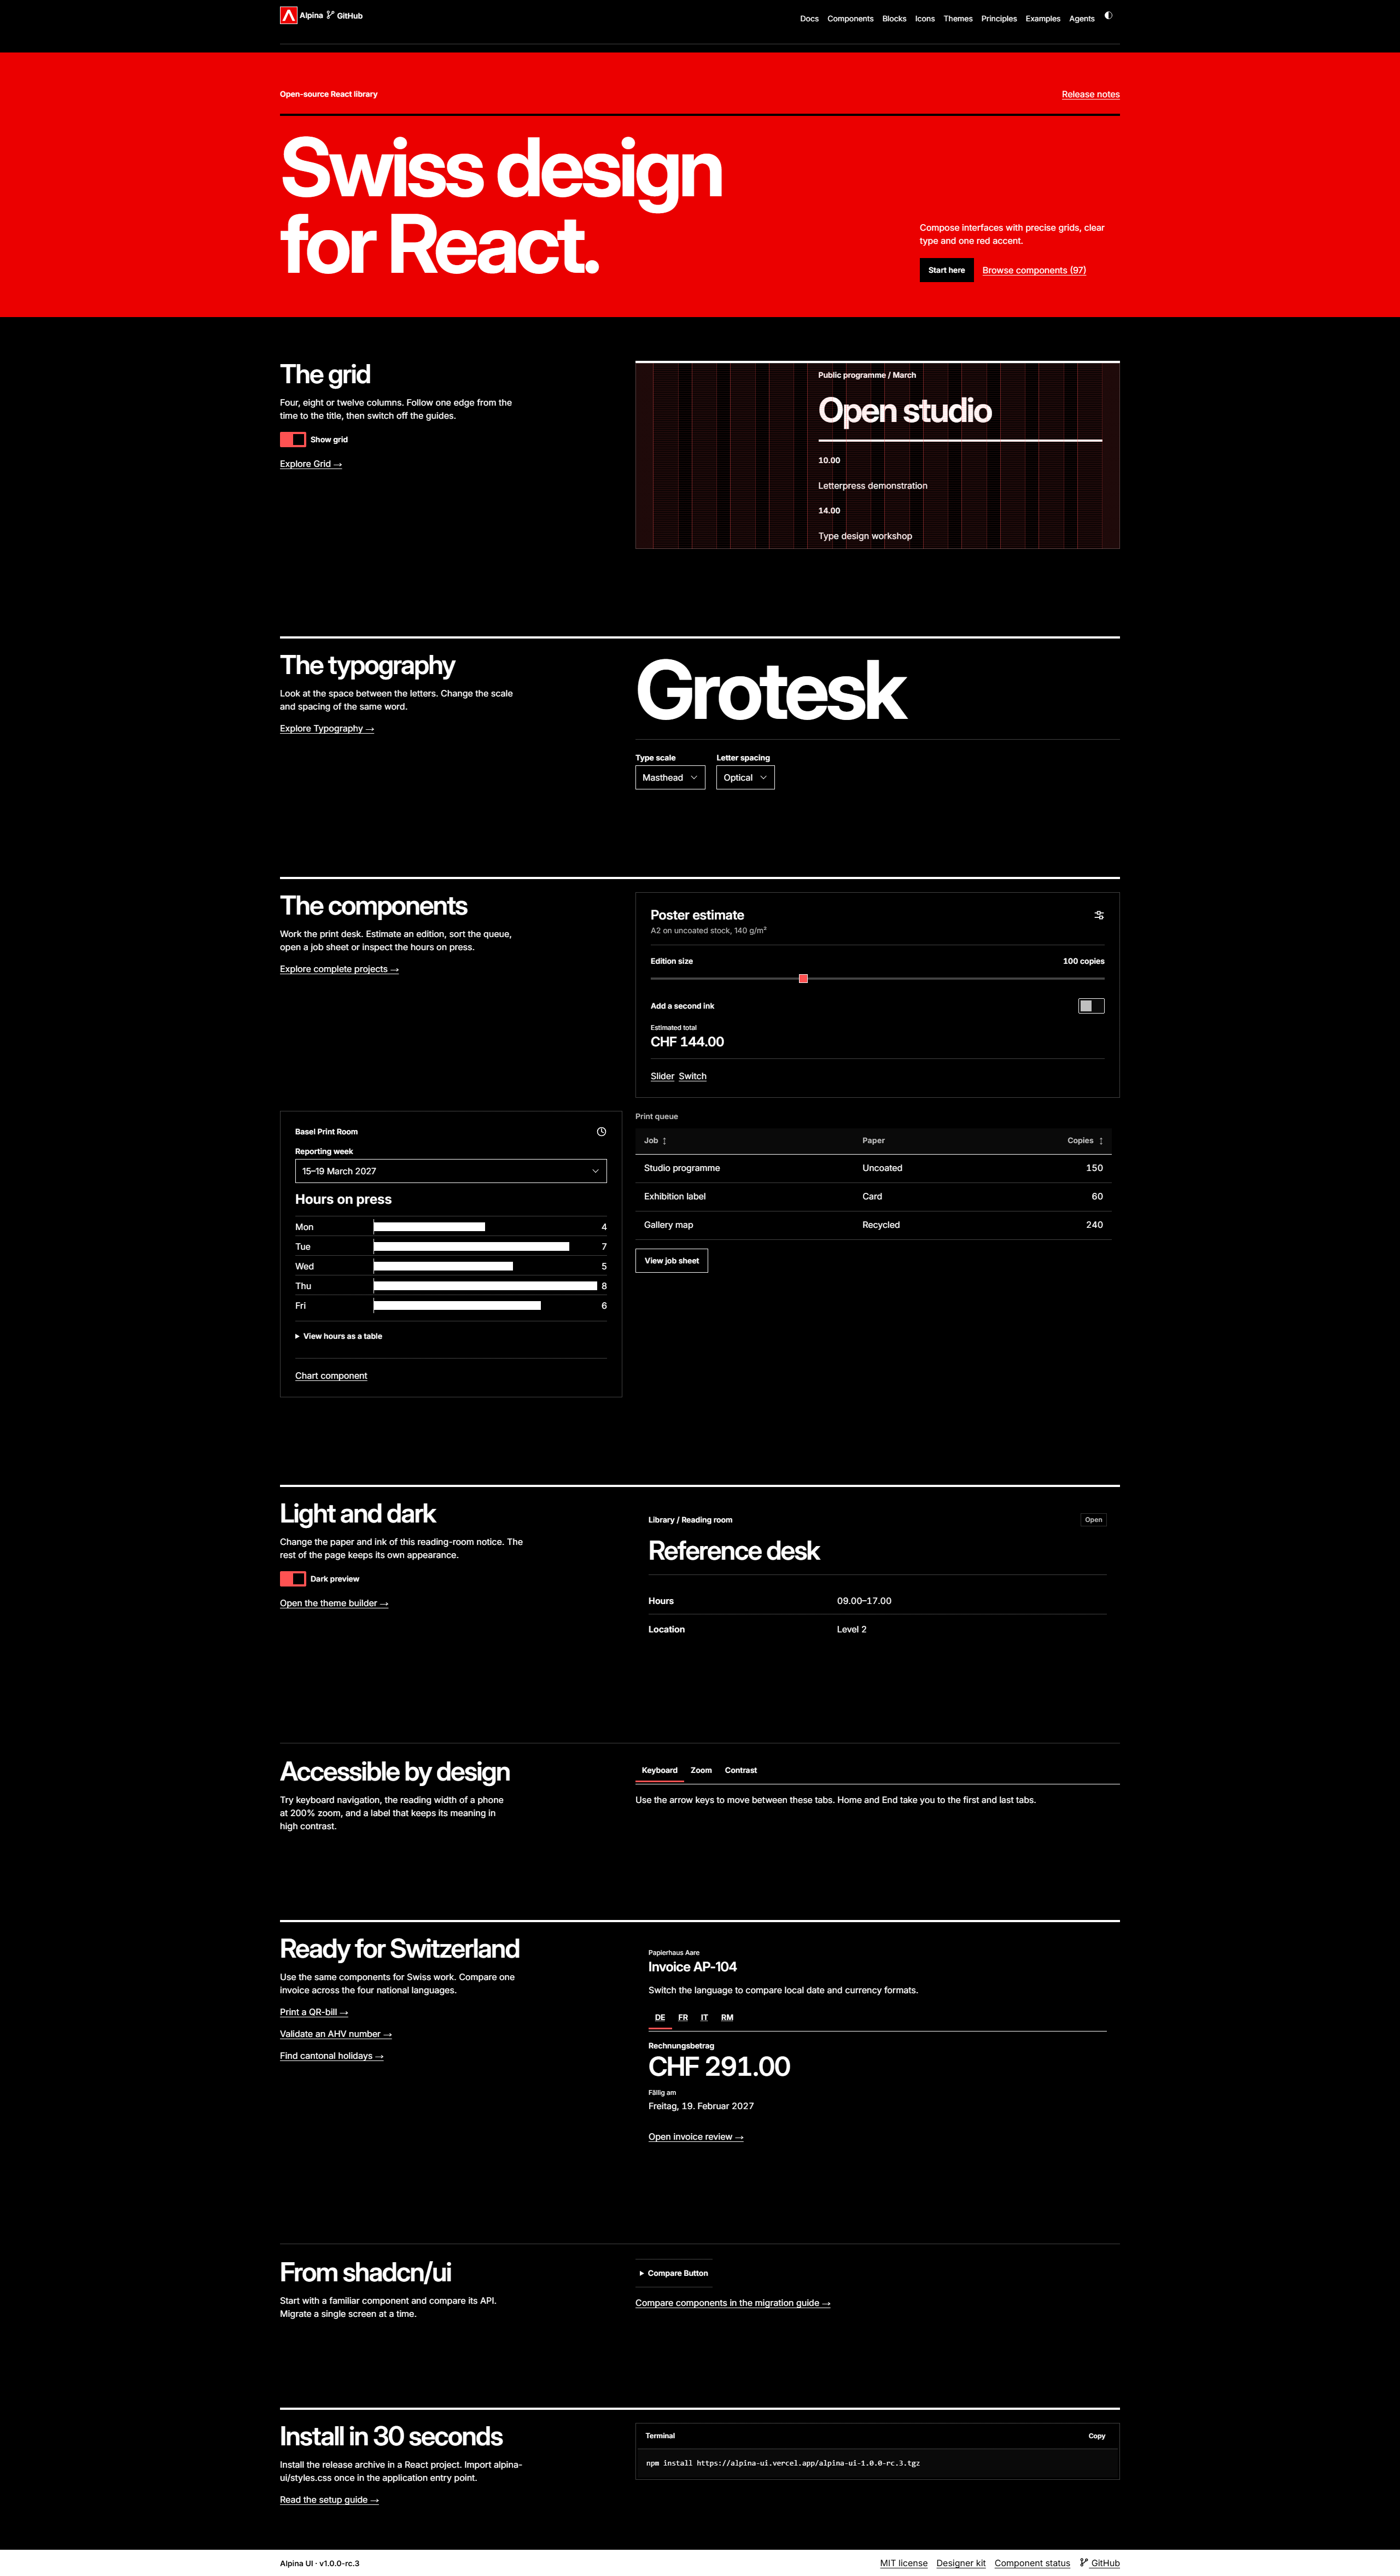 Alpina GitHub
Docs Components Blocks Icons Themes Principles Examples Agents
Open-source React library
Release notes
Swiss design
for React.
Compose interfaces with precise grids, clear
type and one red accent.
Start here
Browse components (97)
The grid
Four, eight or twelve columns. Follow one edge from the
time to the title, then switch off the guides.
Show grid
Explore Grid →
Public programme / March
Open studio
10.00
Letterpress demonstration
14.00
Type design workshop
The typography
Look at the space between the letters. Change the scale
and spacing of the same word.
Explore Typography →
Grotesk
Type scale
Letter spacing
Masthead
Optical
The components
Work the print desk. Estimate an edition, sort the queue,
open a job sheet or inspect the hours on press.
Explore complete projects →
Poster estimate
A2 on uncoated stock, 140 g/m²
Edition size
100 copies
Add a second ink
Estimated total
CHF 144.00
Slider Switch
Basel Print Room
Reporting week
15–19 March 2027
Hours on press
Mon 4
Tue 7
Wed 5
Thu 8
Fri 6
View hours as a table
Chart component
Print queue
Job ↕ Paper Copies ↕
Studio programme Uncoated 150
Exhibition label Card 60
Gallery map Recycled 240
View job sheet
Light and dark
Change the paper and ink of this reading-room notice. The
rest of the page keeps its own appearance.
Dark preview
Open the theme builder →
Library / Reading room
Open
Reference desk
Hours 09.00–17.00
Location Level 2
Accessible by design
Try keyboard navigation, the reading width of a phone
at 200% zoom, and a label that keeps its meaning in
high contrast.
Keyboard Zoom Contrast
Use the arrow keys to move between these tabs. Home and End take you to the first and last tabs.
Ready for Switzerland
Use the same components for Swiss work. Compare one
invoice across the four national languages.
Print a QR-bill →
Validate an AHV number →
Find cantonal holidays →
Papierhaus Aare
Invoice AP-104
Switch the language to compare local date and currency formats.
DE FR IT RM
Rechnungsbetrag
CHF 291.00
Fällig am
Freitag, 19. Februar 2027
Open invoice review →
From shadcn/ui
Start with a familiar component and compare its API.
Migrate a single screen at a time.
Compare Button
Compare components in the migration guide →
Install in 30 seconds
Install the release archive in a React project. Import alpina-
ui/styles.css once in the application entry point.
Read the setup guide →
Terminal
Copy
npm install https://alpina-ui.vercel.app/alpina-ui-1.0.0-rc.3.tgz
Alpina UI · v1.0.0-rc.3
MIT license Designer kit Component status GitHub